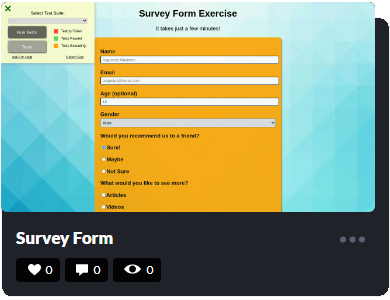 Select Test Suite:
Survey Form Exercise
It takes just a few minutes!
Run Tests
Tests
Test(s) Failed
Tests Passed
Tests Executing
Name
Email
Age (optional)
Gender
Male
Would you recommend us to a friend?
Sure!
Maybe
Not Sure
What would you like to see more?
Articles
Videos
Survey Form
0
0
0